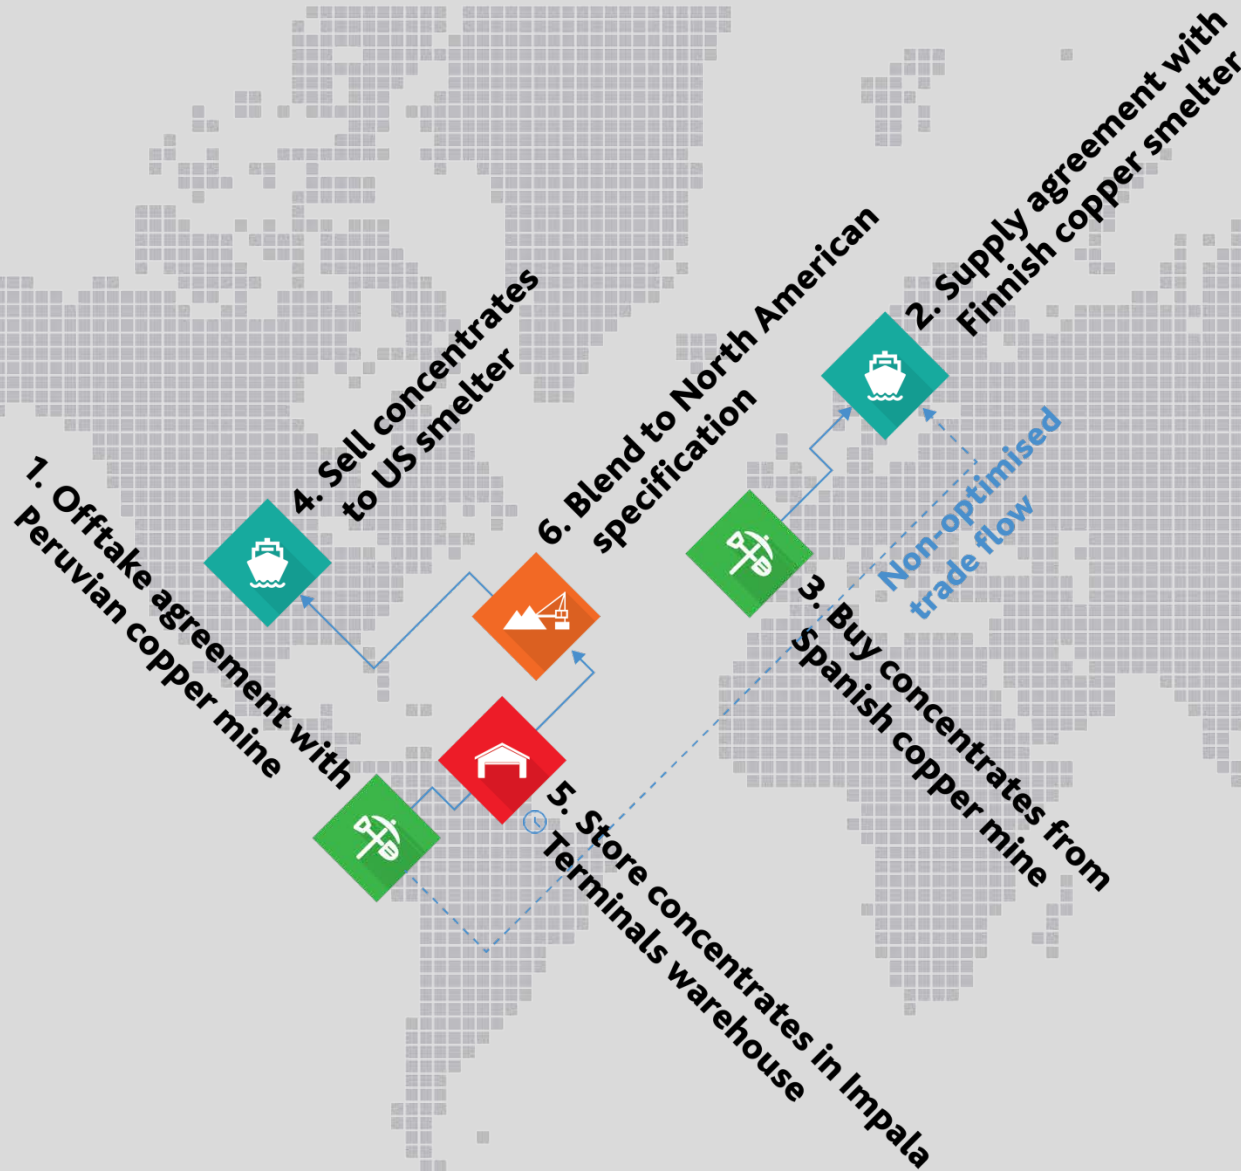 1. Offtake agreement with
Peruvian copper mine
2. Supply agreement with
Finnish copper smelter
3. Buy concentrates from
Spanish copper mine
4. Sell concentrates
to US smelter
5. Store concentrates in Impala
Terminals warehouse
6. Blend to North American
specification
Non-optimised
trade flow